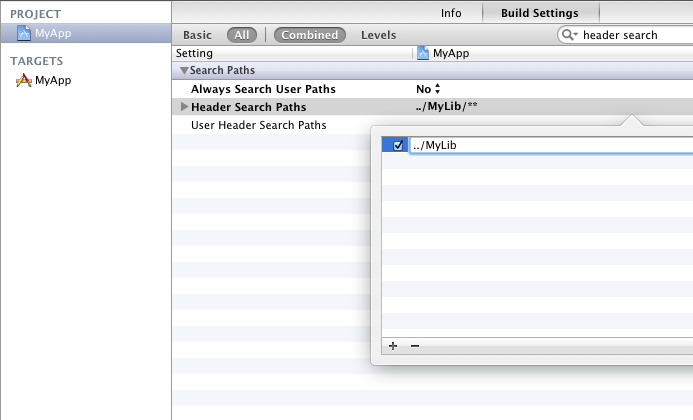 PROJECT
MyApp
TARGETS
MyApp
Info Build Settings
Basic All Combined Levels header search
Setting MyApp
Search Paths
Always Search User Paths No
Header Search Paths ../MyLib/**
User Header Search Paths
../MyLib
+ −